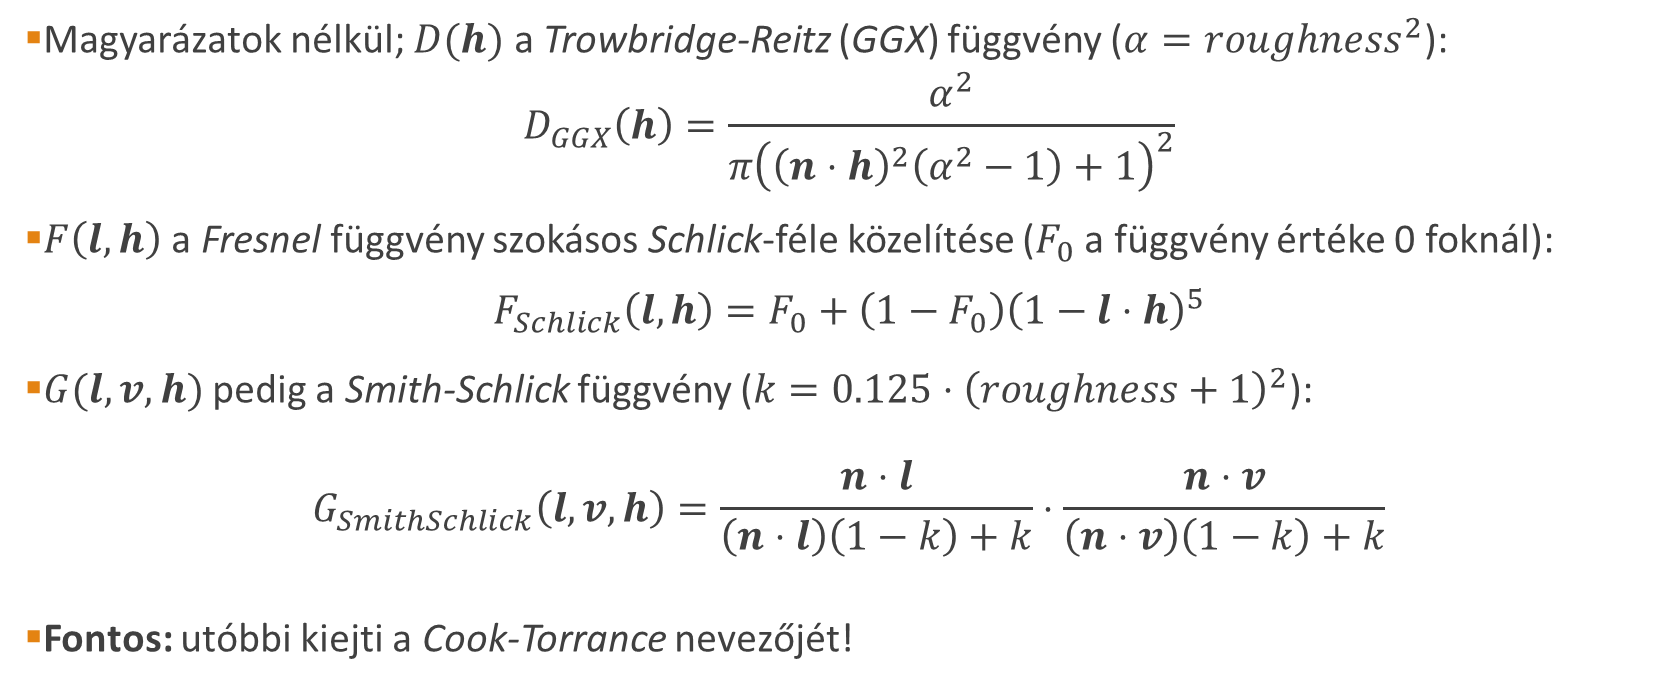 ▪Magyarázatok nélkül; D(h) a Trowbridge-Reitz (GGX) függvény (α = roughness²):
D_GGX(h) = α² / π((n · h)²(α² − 1) + 1)²
▪F(l, h) a Fresnel függvény szokásos Schlick-féle közelítése (F₀ a függvény értéke 0 foknál):
F_Schlick(l, h) = F₀ + (1 − F₀)(1 − l · h)⁵
▪G(l, v, h) pedig a Smith-Schlick függvény (k = 0.125 · (roughness + 1)²):
G_SmithSchlick(l, v, h) = n · l / (n · l)(1 − k) + k · n · v / (n · v)(1 − k) + k
▪Fontos: utóbbi kiejti a Cook-Torrance nevezőjét!